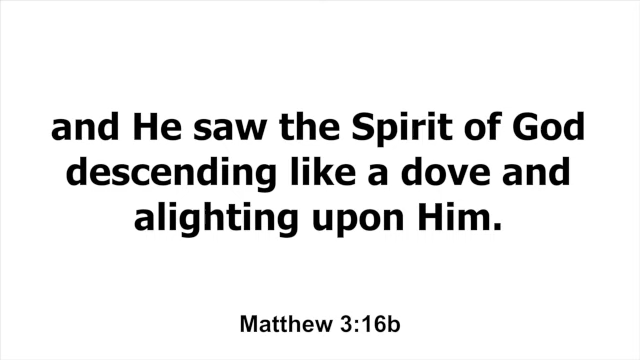 and He saw the Spirit of God
descending like a dove and
alighting upon Him.
Matthew 3:16b